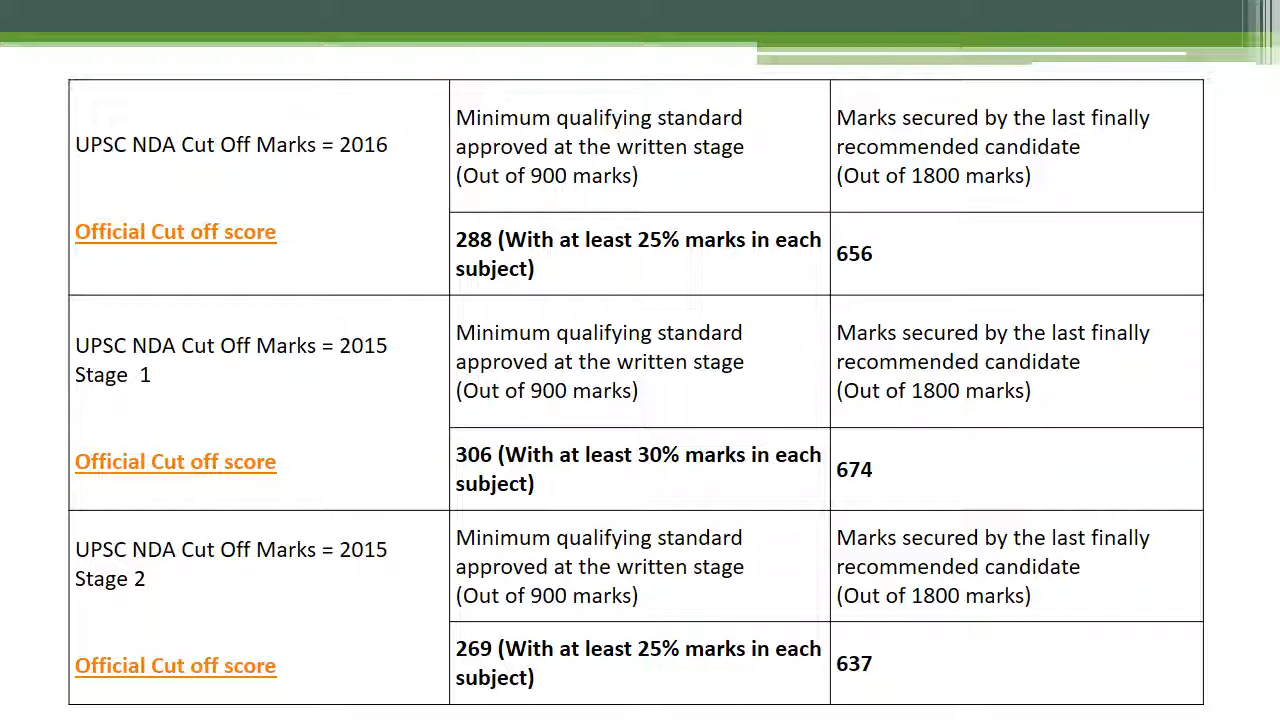 UPSC NDA Cut Off Marks = 2016
Official Cut off score
Minimum qualifying standard
approved at the written stage
(Out of 900 marks)
Marks secured by the last finally
recommended candidate
(Out of 1800 marks)
288 (With at least 25% marks in each
subject)
656
UPSC NDA Cut Off Marks = 2015
Stage  1
Official Cut off score
Minimum qualifying standard
approved at the written stage
(Out of 900 marks)
Marks secured by the last finally
recommended candidate
(Out of 1800 marks)
306 (With at least 30% marks in each
subject)
674
UPSC NDA Cut Off Marks = 2015
Stage 2
Official Cut off score
Minimum qualifying standard
approved at the written stage
(Out of 900 marks)
Marks secured by the last finally
recommended candidate
(Out of 1800 marks)
269 (With at least 25% marks in each
subject)
637